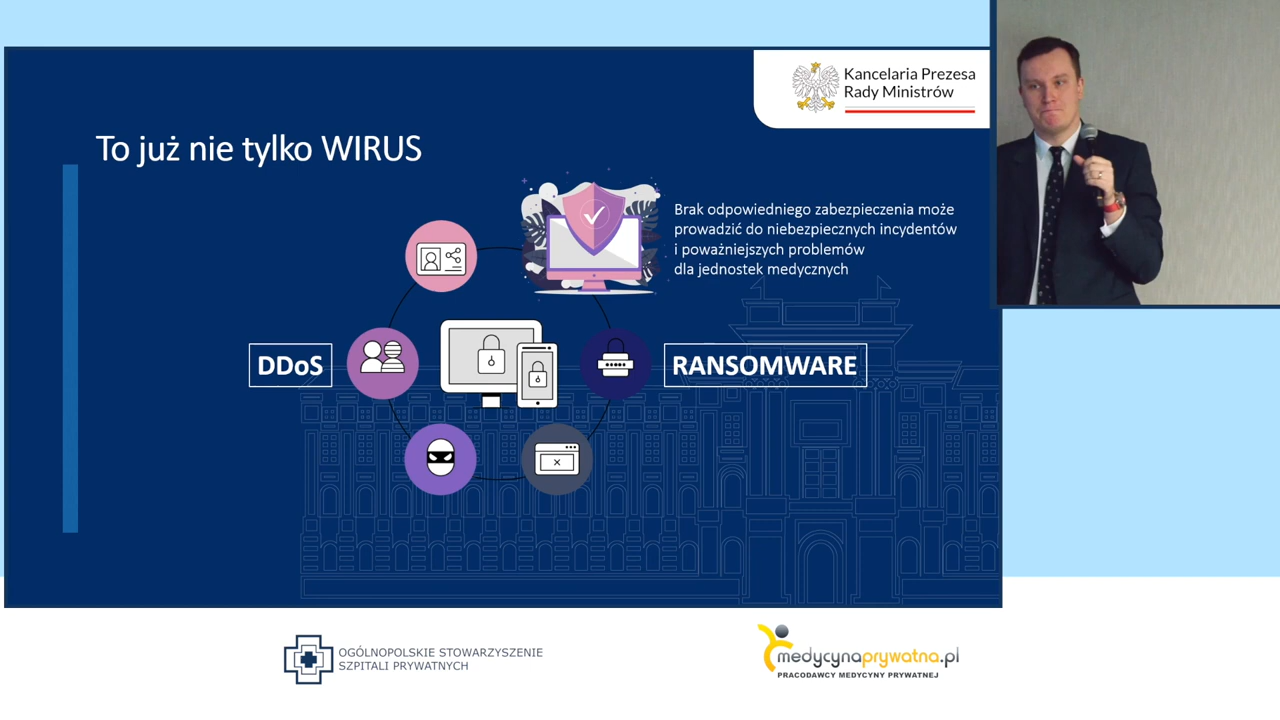 Kancelaria Prezesa
Rady Ministrów
To już nie tylko WIRUS
Brak odpowiedniego zabezpieczenia może
prowadzić do niebezpiecznych incydentów
i poważniejszych problemów
dla jednostek medycznych
DDoS
RANSOMWARE
OGÓLNOPOLSKIE STOWARZYSZENIE
SZPITALI PRYWATNYCH
medycynaprywatna.pl
PRACODAWCY MEDYCYNY PRYWATNEJ